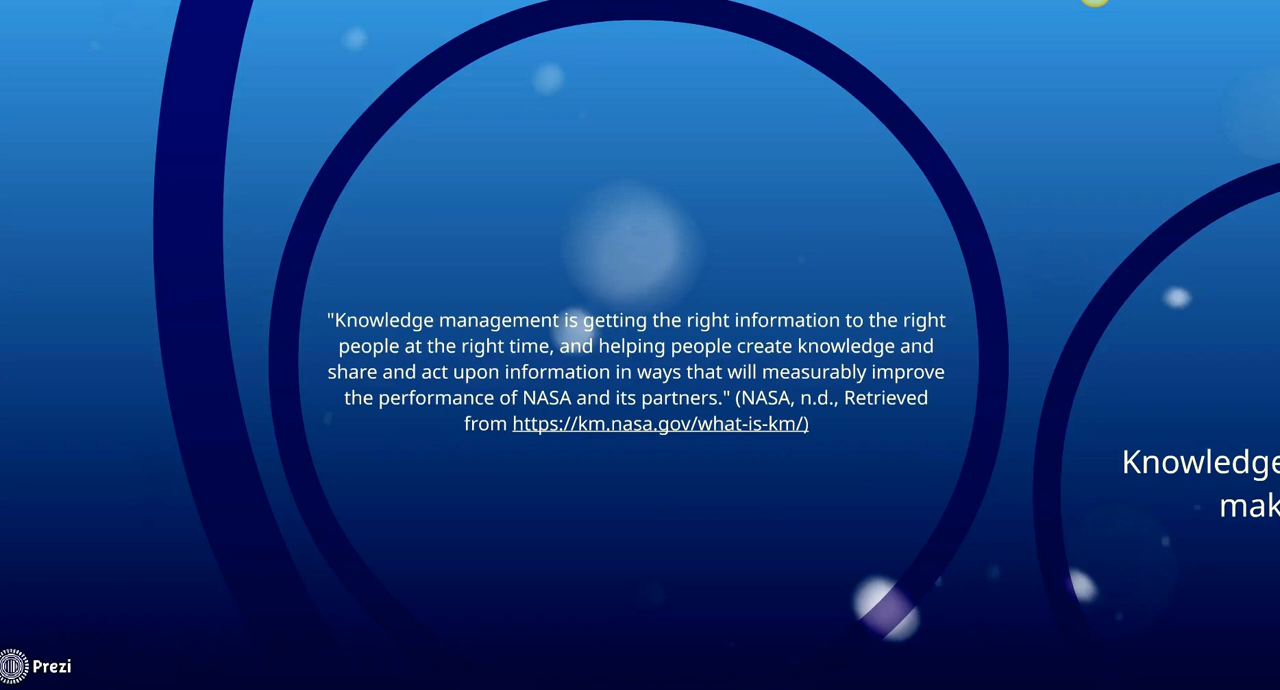 "Knowledge management is getting the right information to the right
people at the right time, and helping people create knowledge and
share and act upon information in ways that will measurably improve
the performance of NASA and its partners." (NASA, n.d., Retrieved
from https://km.nasa.gov/what-is-km/)
Knowledge
mak
Prezi